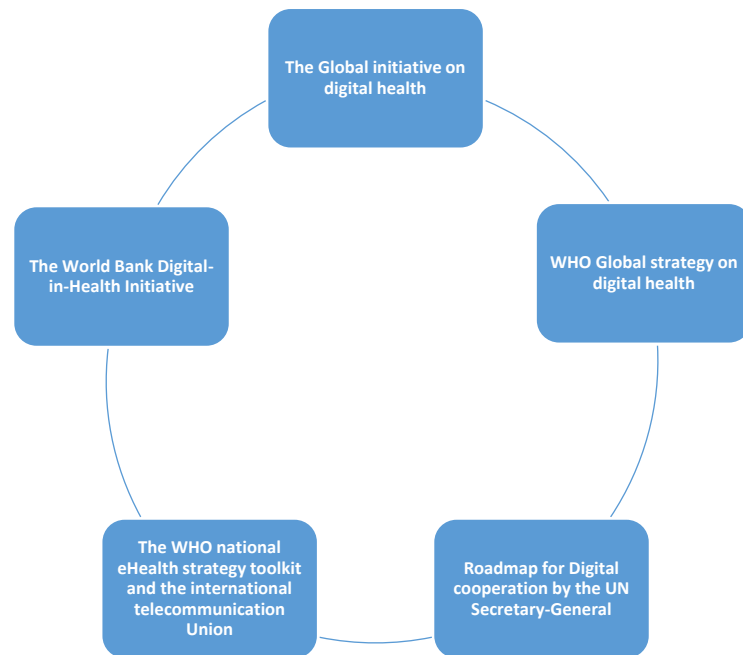 The Global initiative on
digital health
WHO Global strategy on
digital health
Roadmap for Digital
cooperation by the UN
Secretary-General
The WHO national
eHealth strategy toolkit
and the international
telecommunication
Union
The World Bank Digital-
in-Health Initiative